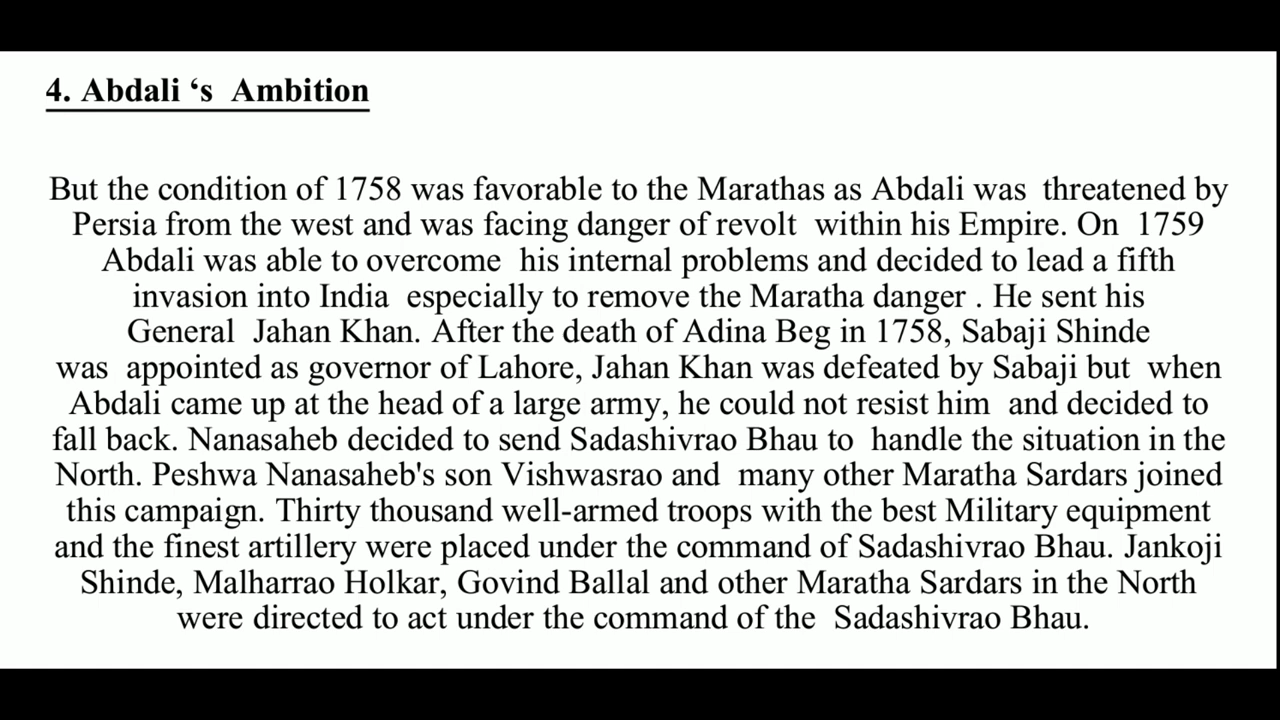 4. Abdali ‘s Ambition
But the condition of 1758 was favorable to the Marathas as Abdali was threatened by
Persia from the west and was facing danger of revolt within his Empire. On 1759
Abdali was able to overcome his internal problems and decided to lead a fifth
invasion into India especially to remove the Maratha danger . He sent his
General Jahan Khan. After the death of Adina Beg in 1758, Sabaji Shinde
was appointed as governor of Lahore, Jahan Khan was defeated by Sabaji but when
Abdali came up at the head of a large army, he could not resist him and decided to
fall back. Nanasaheb decided to send Sadashivrao Bhau to handle the situation in the
North. Peshwa Nanasaheb's son Vishwasrao and many other Maratha Sardars joined
this campaign. Thirty thousand well-armed troops with the best Military equipment
and the finest artillery were placed under the command of Sadashivrao Bhau. Jankoji
Shinde, Malharrao Holkar, Govind Ballal and other Maratha Sardars in the North
were directed to act under the command of the Sadashivrao Bhau.